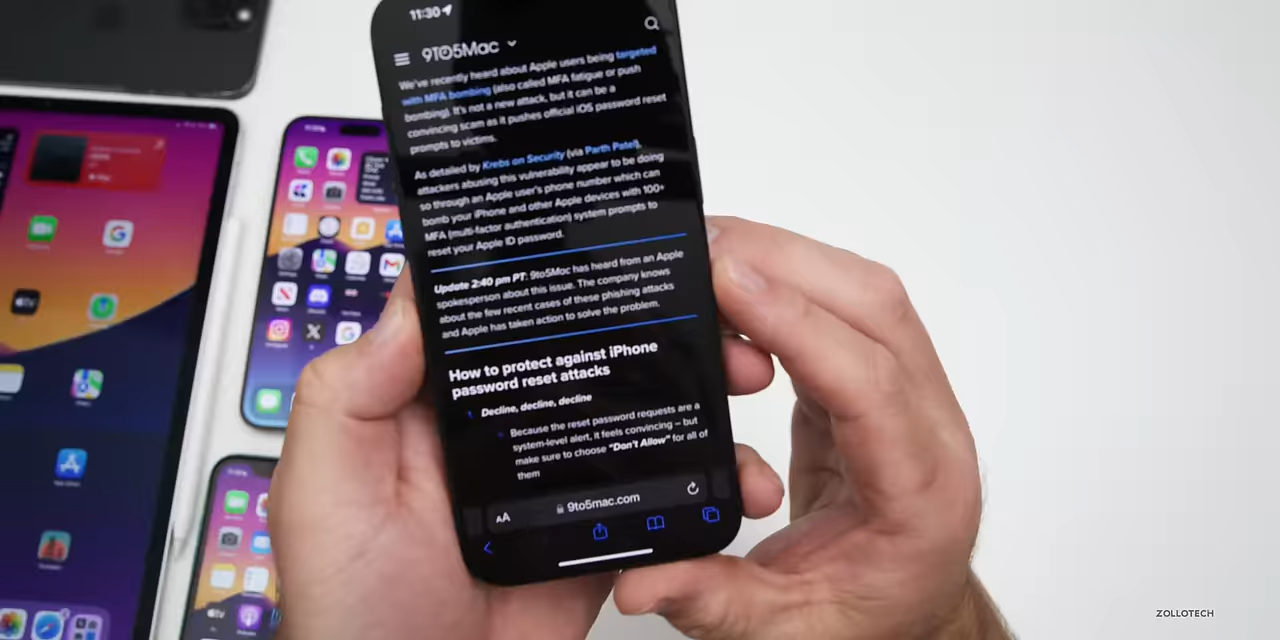 11:30
9TO5Mac
We've recently heard about Apple users being targeted
with MFA bombing (also called MFA fatigue or push
bombing). It's not a new attack, but it can be a
convincing scam as it pushes official iOS password reset
prompts to victims.
As detailed by Krebs on Security (via Parth Patel),
attackers abusing this vulnerability appear to be doing
so through an Apple user's phone number which can
bomb your iPhone and other Apple devices with 100+
MFA (multi-factor authentication) system prompts to
reset your Apple ID password.
Update 2:40 pm PT: 9to5Mac has heard from an Apple
spokesperson about this issue. The company knows
about the few recent cases of these phishing attacks
and Apple has taken action to solve the problem.
How to protect against iPhone
password reset attacks
1 Decline, decline, decline
Because the reset password requests are a
system-level alert, it feels convincing – but
make sure to choose "Don't Allow" for all of
them
AA 9to5mac.com
ZOLLOTECH